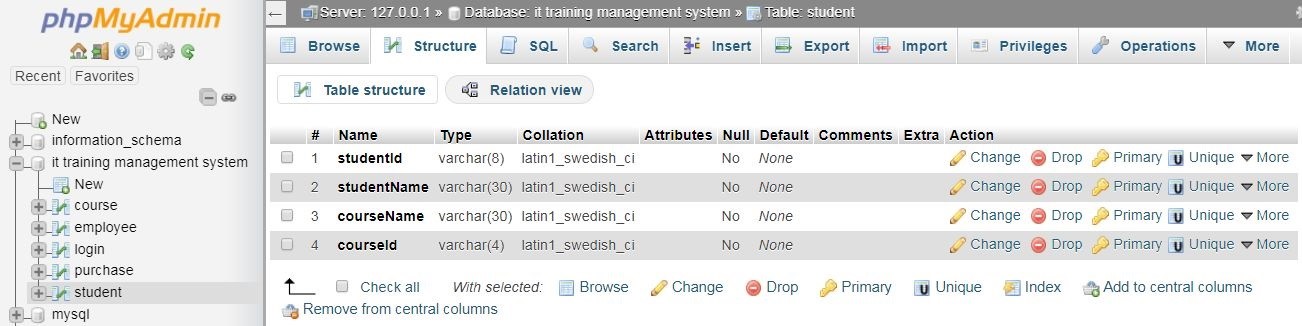 phpMyAdmin
Recent Favorites
New
information_schema
it training management system
New
course
employee
login
purchase
student
mysql
Server: 127.0.0.1 » Database: it training management system » Table: student
Browse Structure SQL Search Insert Export Import Privileges Operations More
Table structure Relation view
# Name Type Collation Attributes Null Default Comments Extra Action
1 studentId varchar(8) latin1_swedish_ci No None Change Drop Primary Unique More
2 studentName varchar(30) latin1_swedish_ci No None Change Drop Primary Unique More
3 courseName varchar(30) latin1_swedish_ci No None Change Drop Primary Unique More
4 courseId varchar(4) latin1_swedish_ci No None Change Drop Primary Unique More
Check all With selected: Browse Change Drop Primary Unique Index Add to central columns
Remove from central columns